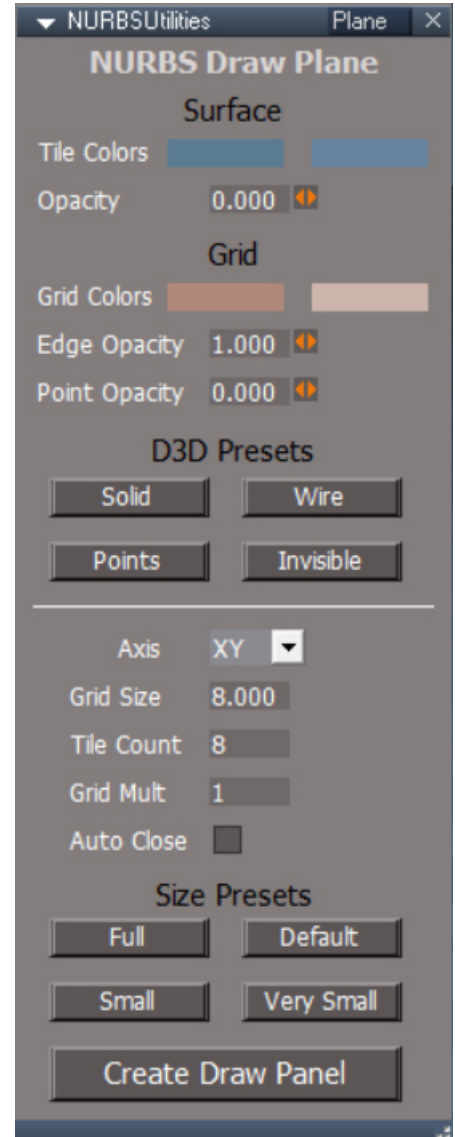 NURBSUtilities Plane
NURBS Draw Plane
Surface
Tile Colors
Opacity 0.000
Grid
Grid Colors
Edge Opacity 1.000
Point Opacity 0.000
D3D Presets
Solid Wire
Points Invisible
Axis XY
Grid Size 8.000
Tile Count 8
Grid Mult 1
Auto Close
Size Presets
Full Default
Small Very Small
Create Draw Panel